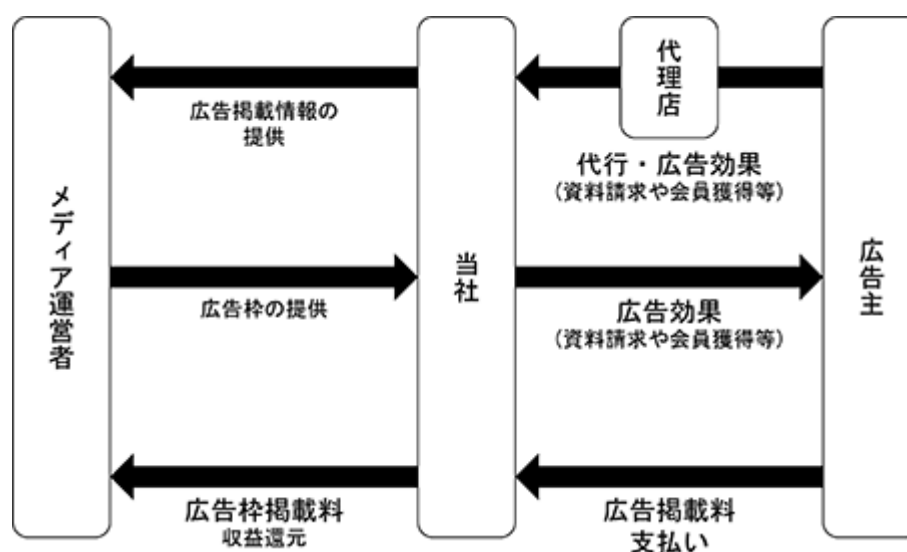 メディア運営者
広告掲載情報の
提供
広告枠の提供
広告枠掲載料
収益還元
当社
代理店
代行・広告効果
（資料請求や会員獲得等）
広告効果
（資料請求や会員獲得等）
広告掲載料
支払い
広告主